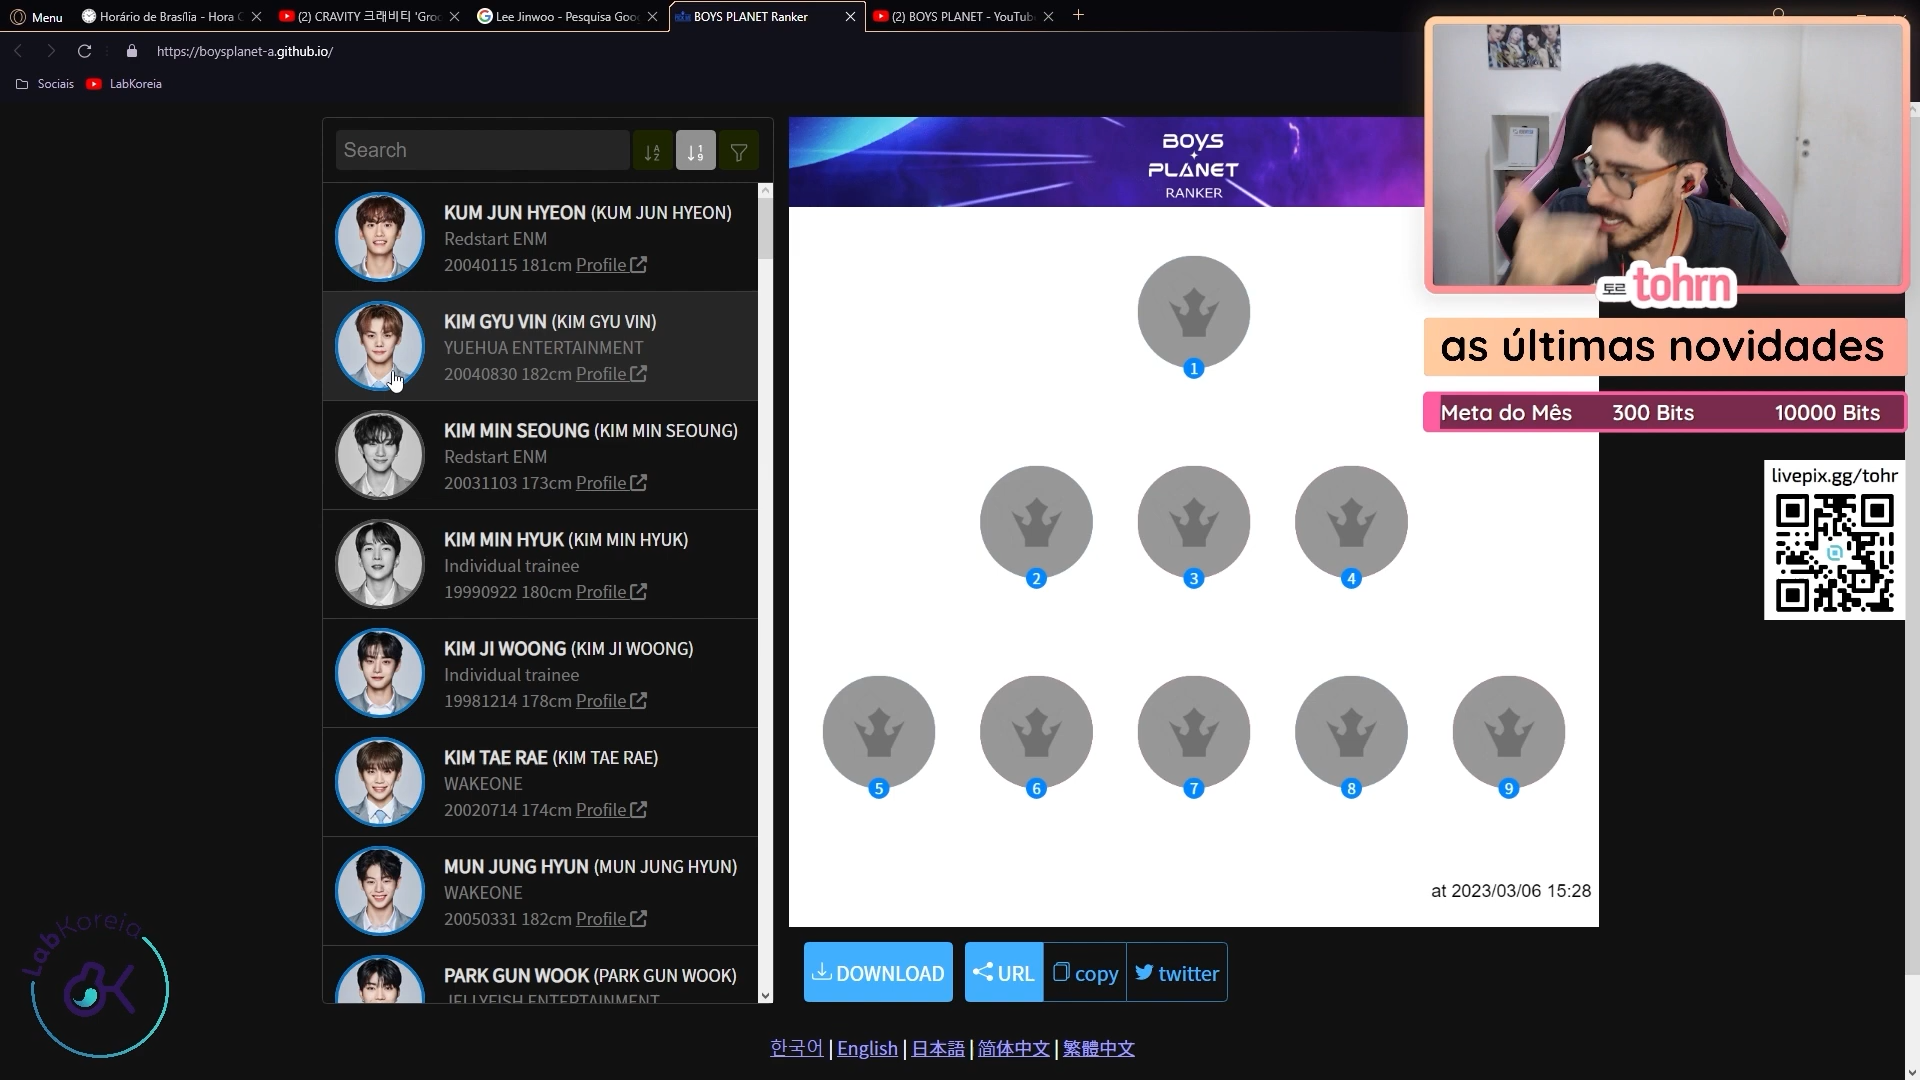 Menu
Horário de Brasília - Hora
(2) CRAVITY 크래비티 'Groo
Lee Jinwoo - Pesquisa Goo
BOYS PLANET Ranker
(2) BOYS PLANET - YouTub
https://boysplanet-a.github.io/
Sociais
LabKoreia
Search
KUM JUN HYEON (KUM JUN HYEON)
Redstart ENM
20040115 181cm Profile
KIM GYU VIN (KIM GYU VIN)
YUEHUA ENTERTAINMENT
20040830 182cm Profile
KIM MIN SEOUNG (KIM MIN SEOUNG)
Redstart ENM
20031103 173cm Profile
KIM MIN HYUK (KIM MIN HYUK)
Individual trainee
19990922 180cm Profile
KIM JI WOONG (KIM JI WOONG)
Individual trainee
19981214 178cm Profile
KIM TAE RAE (KIM TAE RAE)
WAKEONE
20020714 174cm Profile
MUN JUNG HYUN (MUN JUNG HYUN)
WAKEONE
20050331 182cm Profile
PARK GUN WOOK (PARK GUN WOOK)
JELLYFISH ENTERTAINMENT
BOYS
PLANET
RANKER
1
2 3 4
5 6 7 8 9
at 2023/03/06 15:28
DOWNLOAD
URL
copy
twitter
한국어 | English | 日本語 | 简体中文 | 繁體中文
토르 tohrn
as últimas novidades
Meta do Mês 300 Bits 10000 Bits
livepix.gg/tohr
LabKoreia